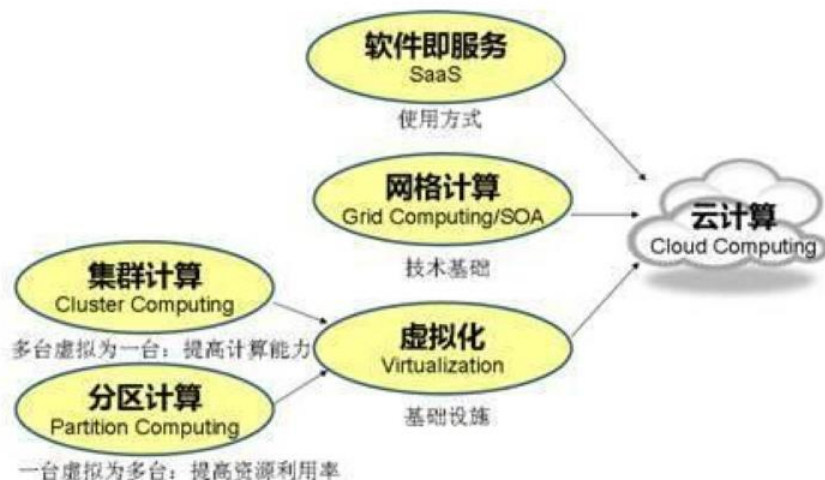 软件即服务
SaaS
使用方式
网格计算
Grid Computing/SOA
技术基础
云计算
Cloud Computing
集群计算
Cluster Computing
多台虚拟为一台：提高计算能力
虚拟化
Virtualization
基础设施
分区计算
Partition Computing
一台虚拟为多台：提高资源利用率